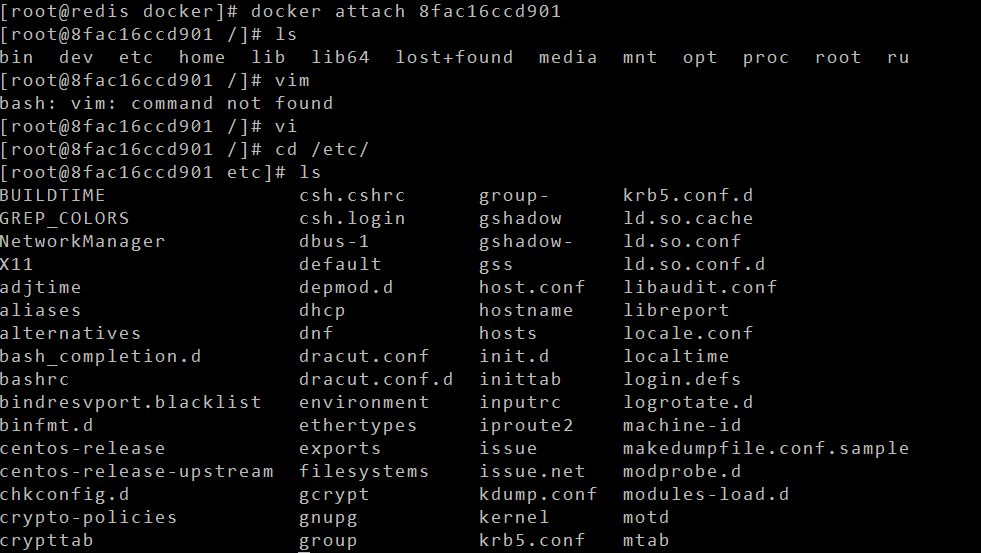 [root@redis docker]# docker attach 8fac16ccd901
[root@8fac16ccd901 /]# ls
bin  dev  etc  home  lib  lib64  lost+found  media  mnt  opt  proc  root  ru
[root@8fac16ccd901 /]# vim
bash: vim: command not found
[root@8fac16ccd901 /]# vi
[root@8fac16ccd901 /]# cd /etc/
[root@8fac16ccd901 etc]# ls
BUILDTIME                csh.cshrc      group-      krb5.conf.d
GREP_COLORS              csh.login      gshadow     ld.so.cache
NetworkManager           dbus-1         gshadow-    ld.so.conf
X11                      default        gss         ld.so.conf.d
adjtime                  depmod.d       host.conf   libaudit.conf
aliases                  dhcp           hostname    libreport
alternatives             dnf            hosts       locale.conf
bash_completion.d        dracut.conf    init.d      localtime
bashrc                   dracut.conf.d  inittab     login.defs
bindresvport.blacklist   environment    inputrc     logrotate.d
binfmt.d                 ethertypes     iproute2    machine-id
centos-release           exports        issue       makedumpfile.conf.sample
centos-release-upstream  filesystems    issue.net   modprobe.d
chkconfig.d              gcrypt         kdump.conf  modules-load.d
crypto-policies          gnupg          kernel      motd
crypttab                 group          krb5.conf   mtab